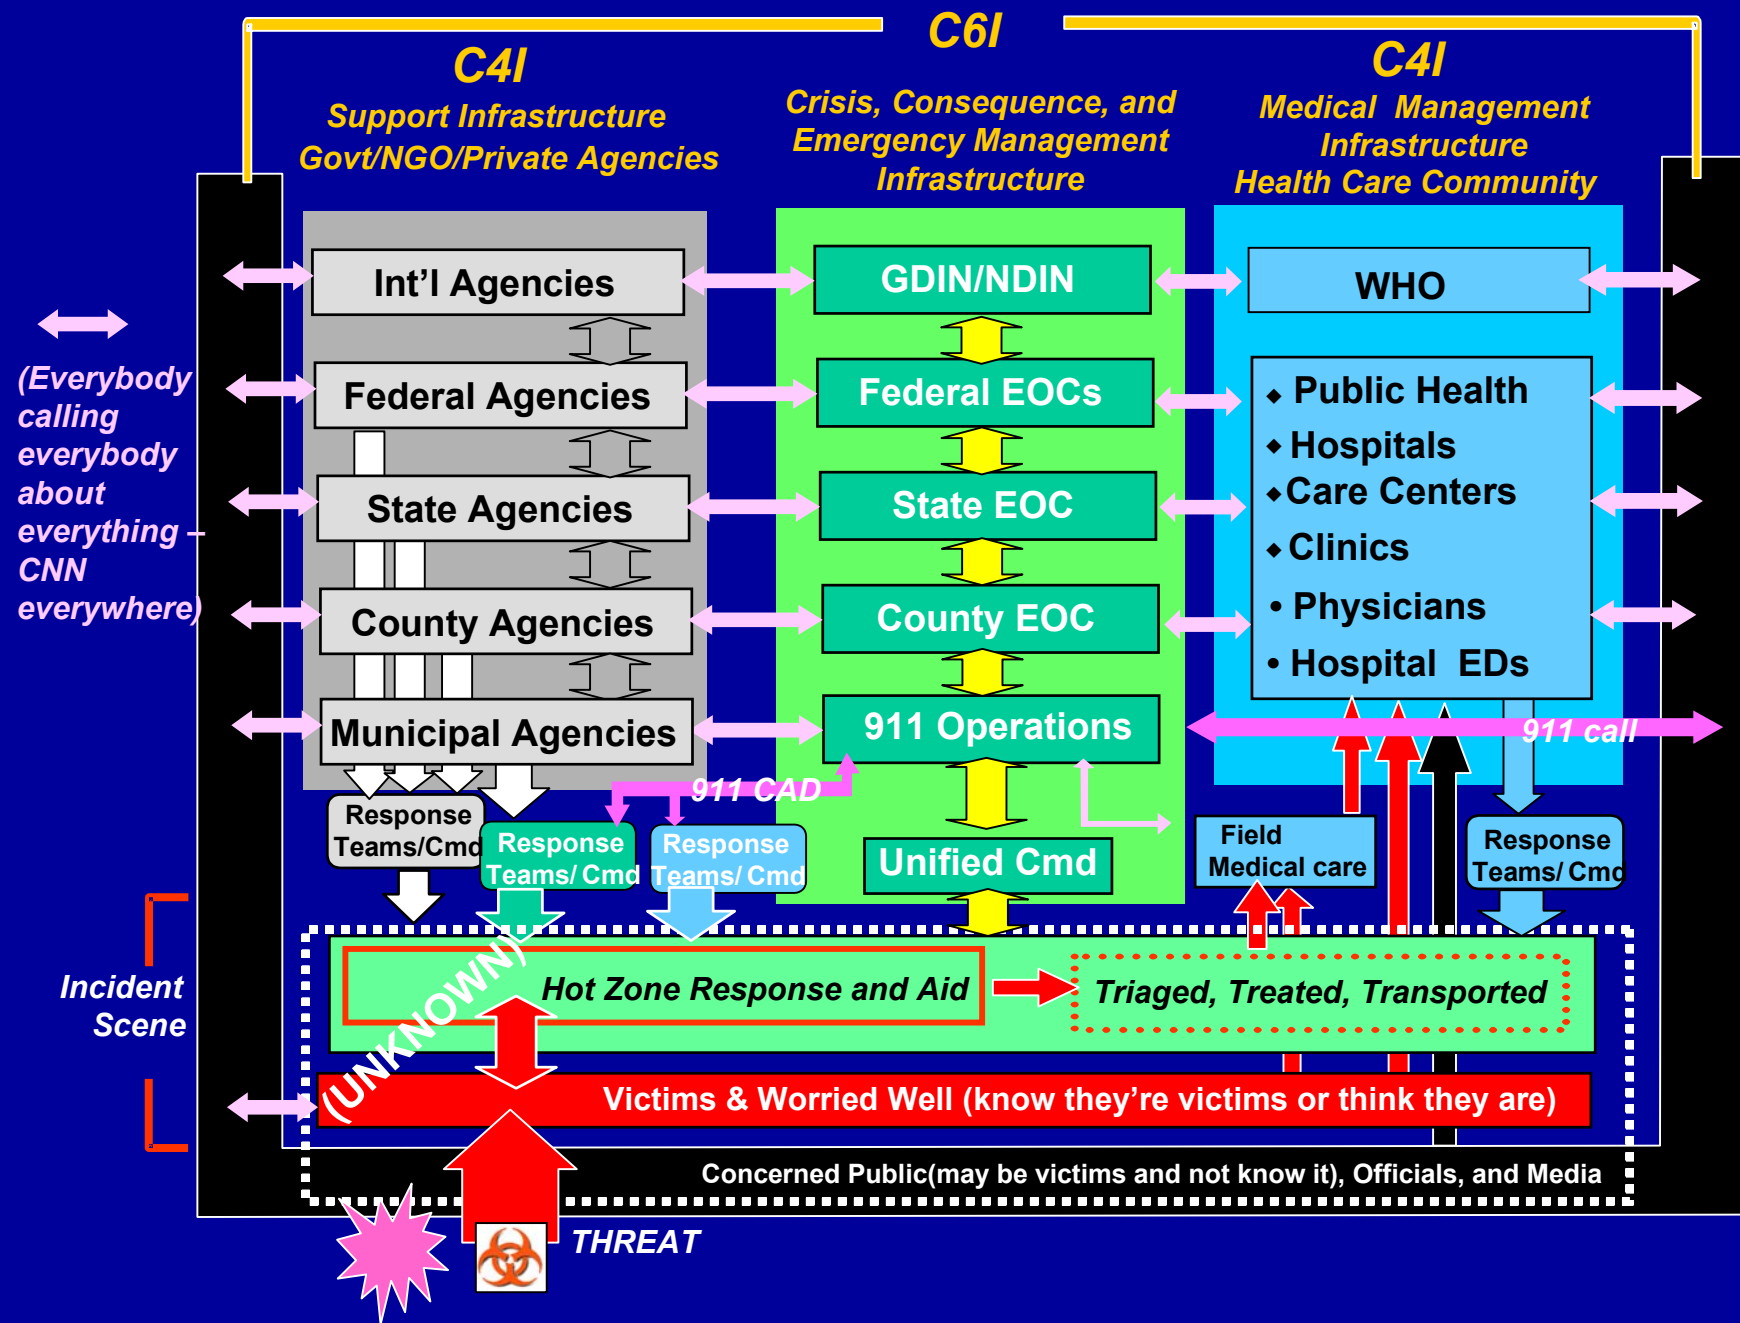 C6I
C4I
Support Infrastructure
Govt/NGO/Private Agencies
Crisis, Consequence, and
Emergency Management
Infrastructure
C4I
Medical Management
Infrastructure
Health Care Community
Int'l Agencies
GDIN/NDIN
WHO
(Everybody
calling
everybody
about
everything –
CNN
everywhere)
Federal Agencies
Federal EOCs
State Agencies
State EOC
County Agencies
County EOC
Municipal Agencies
911 Operations
◆ Public Health
◆ Hospitals
◆ Care Centers
◆ Clinics
• Physicians
• Hospital EDs
911 call
911 CAD
Response
Teams/Cmd
Response
Teams/ Cmd
Response
Teams/ Cmd
Unified Cmd
Field
Medical care
Response
Teams/ Cmd
Incident
Scene
(UNKNOWN)
Hot Zone Response and Aid
Triaged, Treated, Transported
Victims & Worried Well (know they're victims or think they are)
Concerned Public(may be victims and not know it), Officials, and Media
THREAT